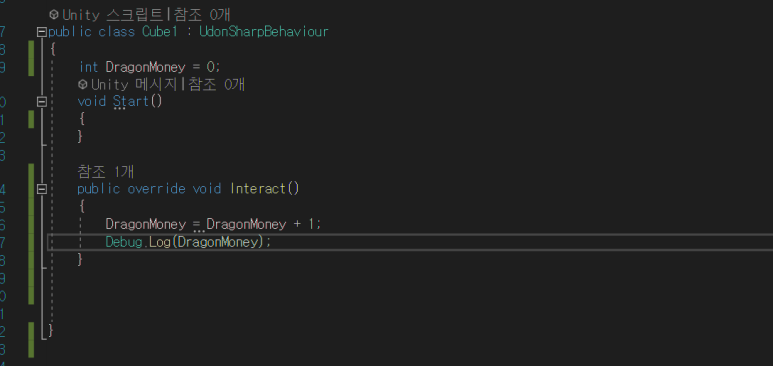 Unity 스크립트|참조 0개
7 public class Cube1 : UdonSharpBehaviour
8 {
9 int DragonMoney = 0;
Unity 메시지|참조 0개
0 void Start()
1 {
2 }
3
참조 1개
4 public override void Interact()
5 {
6 DragonMoney = DragonMoney + 1;
7 Debug.Log(DragonMoney);
8 }
9
0
1
2 }
3